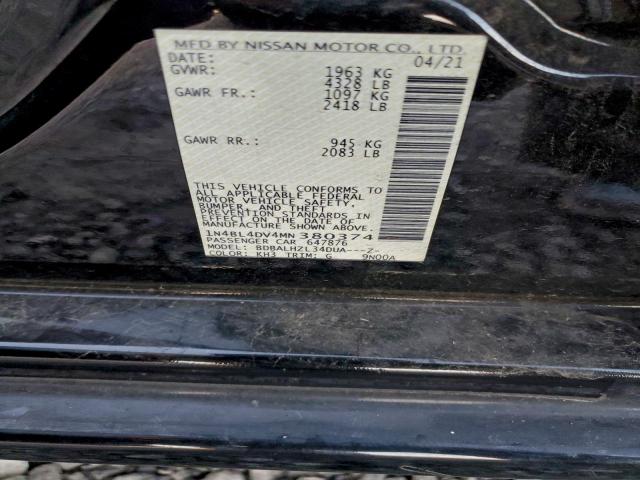 MFD BY NISSAN MOTOR CO., LTD.
DATE: 04/21
GVWR: 1963 KG
4328 LB
GAWR FR.: 1097 KG
2418 LB
GAWR RR.: 945 KG
2083 LB
THIS VEHICLE CONFORMS TO
ALL APPLICABLE FEDERAL
MOTOR VEHICLE SAFETY,
BUMPER, AND THEFT
PREVENTION STANDARDS
IN EFFECT ON THE DATE OF
MANUFACTURE SHOWN ABOVE.
1N4BL4DV4MN380374
PASSENGER CAR 647876
MODEL: BDBALHZL34DUA---Z-
COLOR: KH3 TRIM: G 9N00A